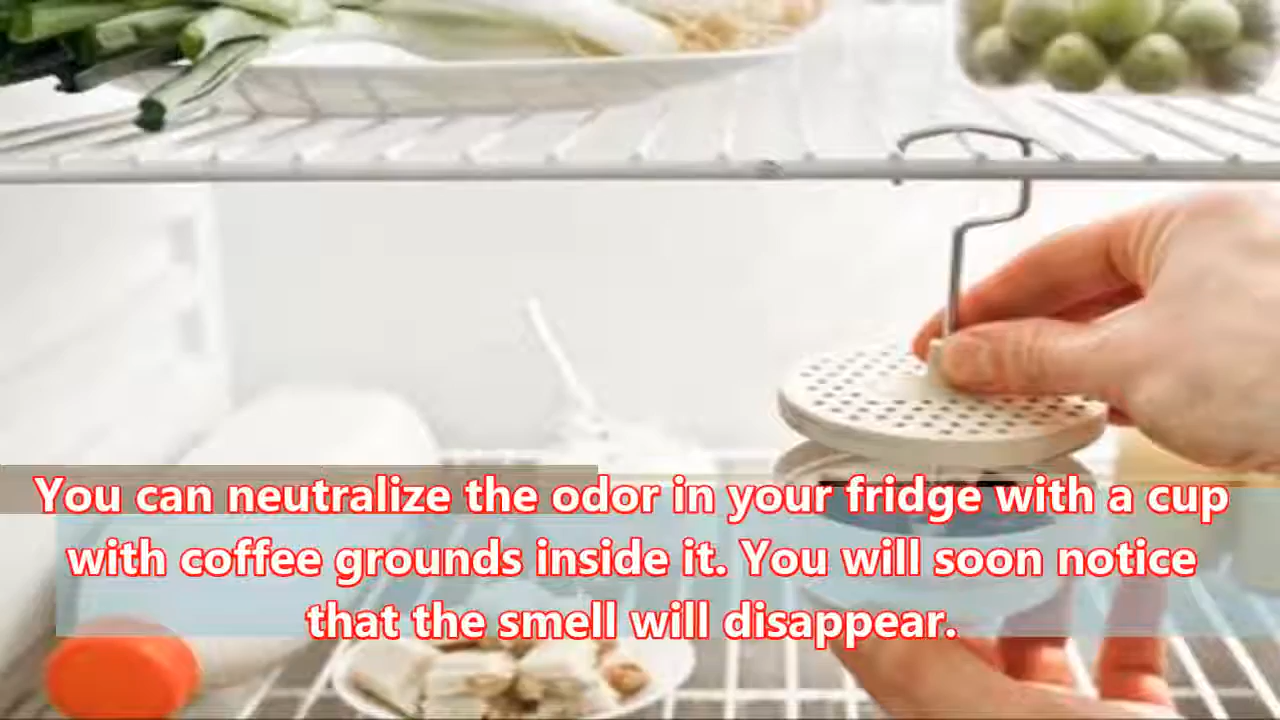 You can neutralize the odor in your fridge with a cup
with coffee grounds inside it. You will soon notice
that the smell will disappear.